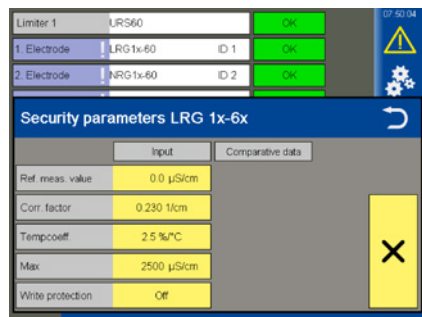 Limiter 1 URS60 OK 07:50:04
1. Electrode ! LRG1x-60 ID 1 OK
2. Electrode ! NRG1x-60 ID 2 OK
Security parameters LRG 1x-6x
Input Comparative data
Ref. meas. value 0.0 µS/cm
Corr. factor 0.230 1/cm
Tempcoeff. 2.5 %/°C
Max 2500 µS/cm
Write protection Off